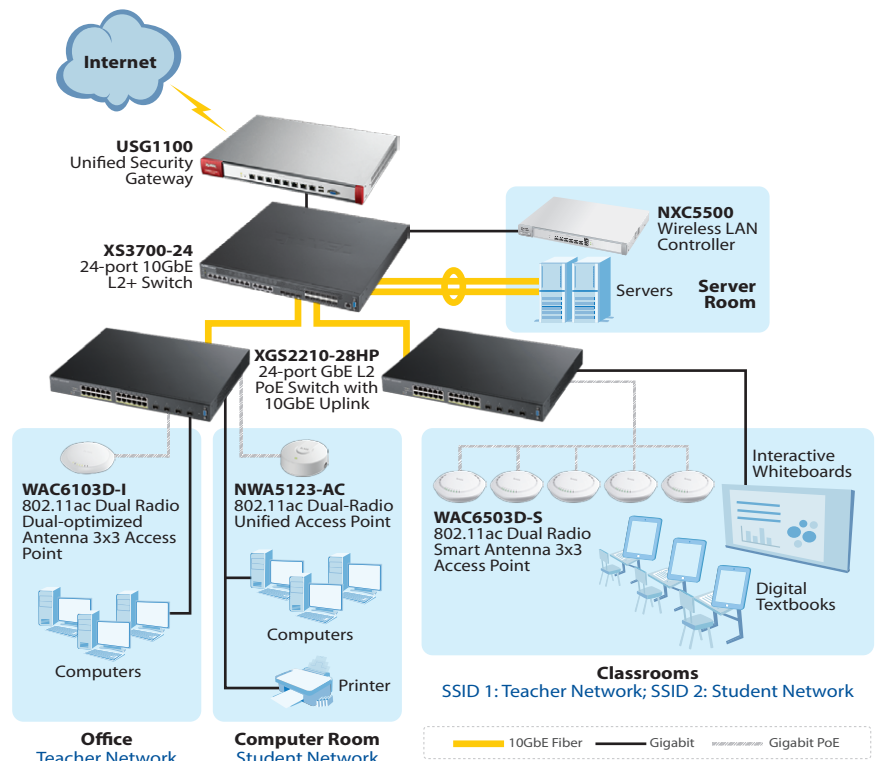 Internet
USG1100
Unified Security
Gateway
NXC5500
Wireless LAN
Controller
XS3700-24
24-port 10GbE
L2+ Switch
Servers
Server
Room
XGS2210-28HP
24-port GbE L2
PoE Switch with
10GbE Uplink
WAC6103D-I
802.11ac Dual Radio
Dual-optimized
Antenna 3x3 Access
Point
Computers
NWA5123-AC
802.11ac Dual-Radio
Unified Access Point
Computers
Printer
Interactive
Whiteboards
WAC6503D-S
802.11ac Dual Radio
Smart Antenna 3x3
Access Point
Digital
Textbooks
Classrooms
SSID 1: Teacher Network; SSID 2: Student Network
Office
Teacher Network
Computer Room
Student Network
10GbE Fiber
Gigabit
Gigabit PoE